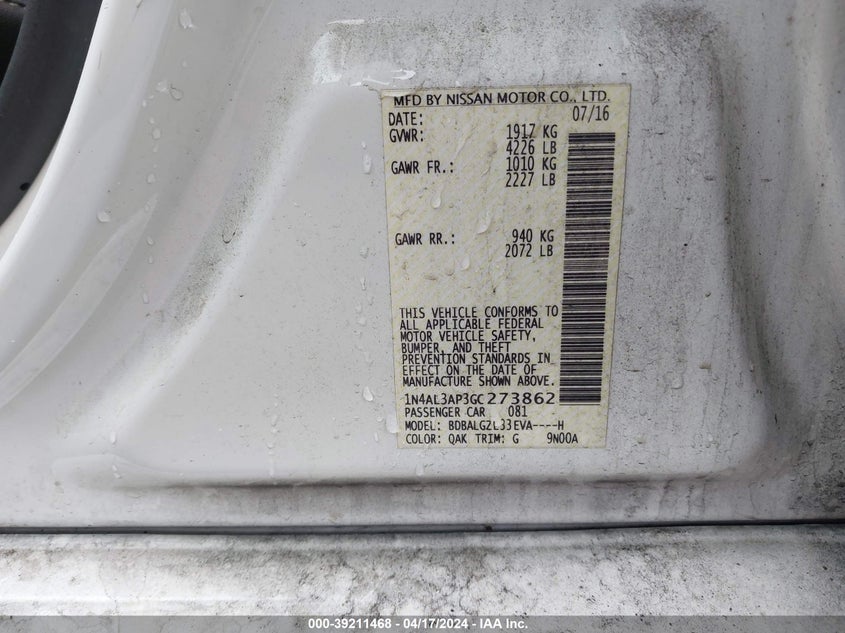 MFD BY NISSAN MOTOR CO., LTD.
DATE: 07/16
GVWR: 1917 KG
4226 LB
GAWR FR.: 1010 KG
2227 LB
GAWR RR.: 940 KG
2072 LB
THIS VEHICLE CONFORMS TO
ALL APPLICABLE FEDERAL
MOTOR VEHICLE SAFETY,
BUMPER, AND THEFT
PREVENTION STANDARDS IN
EFFECT ON THE DATE OF
MANUFACTURE SHOWN ABOVE.
1N4AL3AP3GC273862
PASSENGER CAR 081
MODEL: BDBALG2L33EVA----H
COLOR: QAK TRIM: G 9N00A
000-39211468 - 04/17/2024 - IAAI.COM